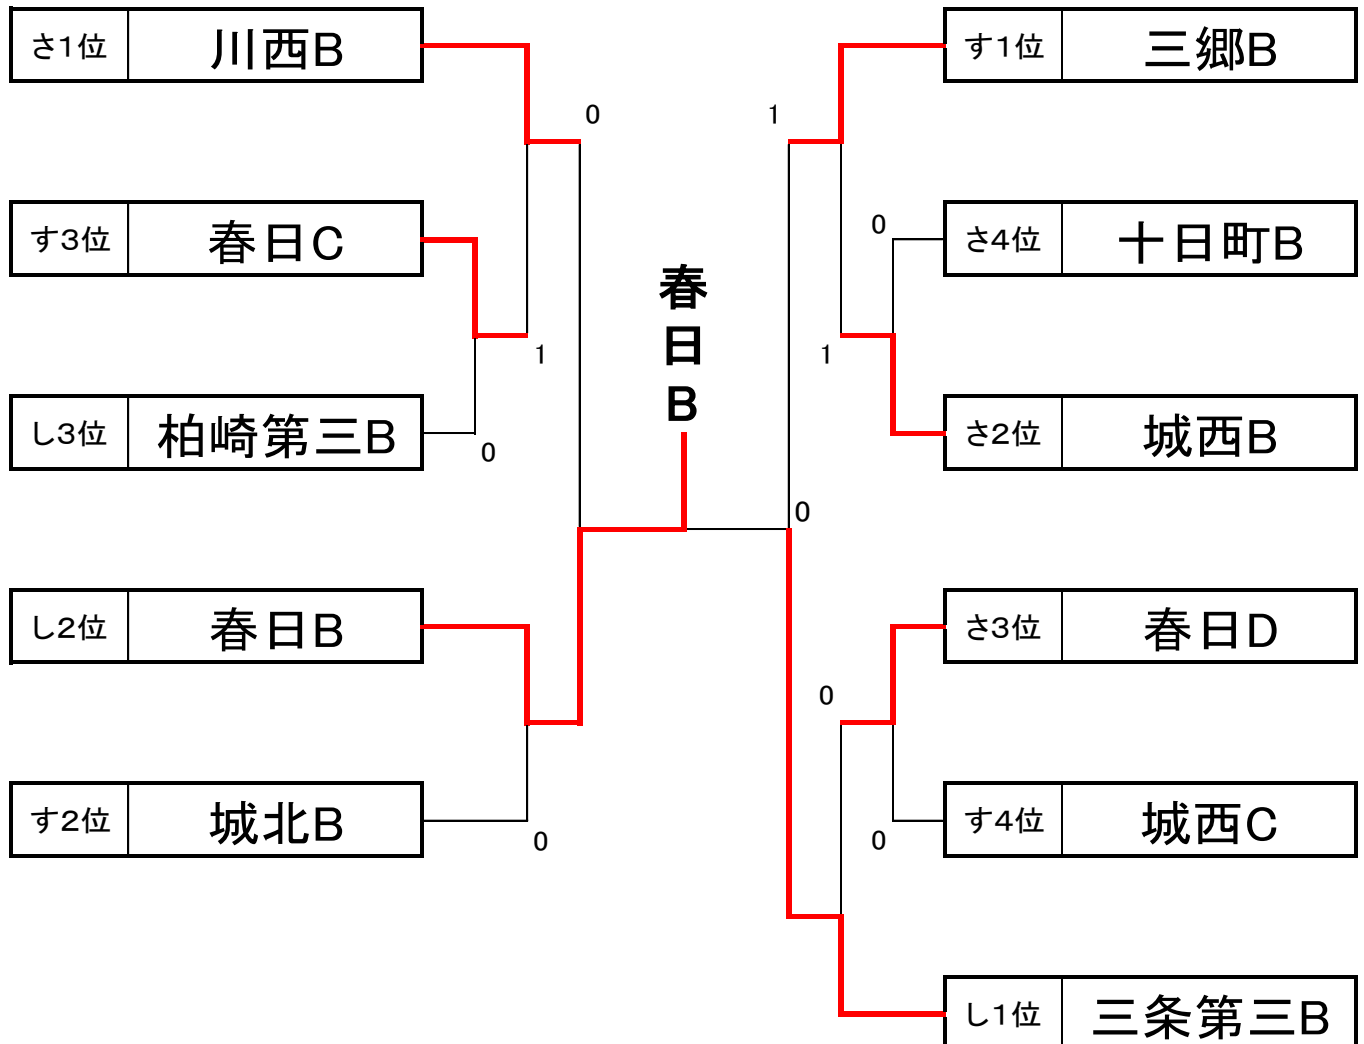 さ1位 川西B
0
す3位 春日C
1
し3位 柏崎第三B
0
し2位 春日B
す2位 城北B
0
春日B
0
す1位 三郷B
1
さ4位 十日町B
0
1
さ2位 城西B
さ3位 春日D
0
す4位 城西C
0
し1位 三条第三B